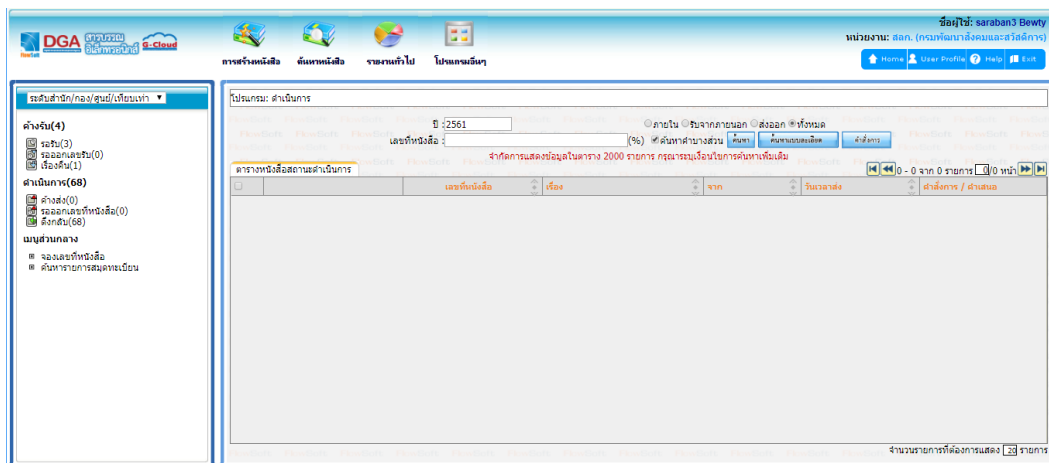 ชื่อผู้ใช้: saraban3 Bewty
หน่วยงาน: สลก. (กรมพัฒนาสังคมและสวัสดิการ)
DGA สารบรรณอิเล็กทรอนิกส์ G-Cloud
FlowSoft
การสร้างหนังสือ ค้นหาหนังสือ รายงานทั่วไป โปรแกรมอื่นๆ
Home User Profile Help Exit
ระดับสำนัก/กอง/ศูนย์/เทียบเท่า
ค้างรับ(4)
รอรับ(3)
รอออกเลขรับ(0)
เรื่องคืน(1)
ดำเนินการ(68)
ค้างส่ง(0)
รอออกเลขที่หนังสือ(0)
ดึงกลับ(68)
เมนูส่วนกลาง
จองเลขที่หนังสือ
ค้นหารายการสมุดทะเบียน
โปรแกรม: ดำเนินการ
ปี : 2561 ภายใน รับจากภายนอก ส่งออก ทั้งหมด
เลขที่หนังสือ : (%) ค้นหาคำบางส่วน ค้นหา ค้นหาแบบละเอียด ล้างค่า
จำกัดการแสดงข้อมูลในตาราง 2000 รายการ กรุณาระบุเงื่อนไขการค้นหาเพิ่มเติม
ตารางหนังสือสถานะดำเนินการ
0 - 0 จาก 0 รายการ 0/0 หน้า
เลขที่หนังสือ เรื่อง จาก วันเวลาส่ง คำสั่งการ / คำเสนอ
จำนวนรายการที่ต้องการแสดง 20 รายการ